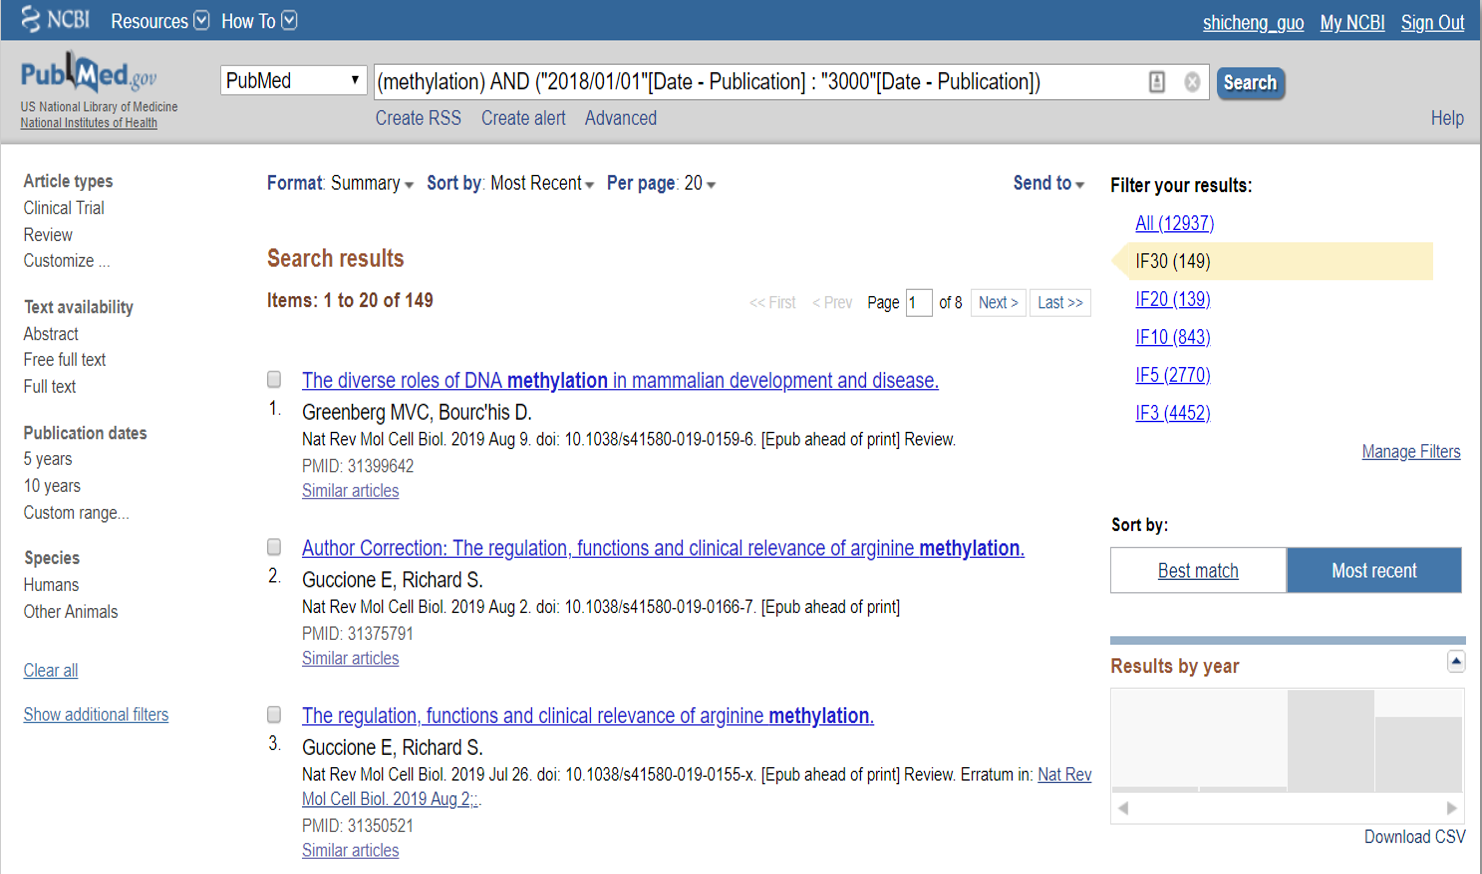 NCBI Resources How To shicheng_guo My NCBI Sign Out
PubMed.gov
US National Library of Medicine
National Institutes of Health
PubMed (methylation) AND ("2018/01/01"[Date - Publication] : "3000"[Date - Publication]) Search
Create RSS Create alert Advanced Help
Article types
Clinical Trial
Review
Customize ...
Text availability
Abstract
Free full text
Full text
Publication dates
5 years
10 years
Custom range...
Species
Humans
Other Animals
Clear all
Show additional filters
Format: Summary Sort by: Most Recent Per page: 20 Send to
Search results
Items: 1 to 20 of 149
<< First < Prev Page 1 of 8 Next > Last >>
The diverse roles of DNA methylation in mammalian development and disease.
1. Greenberg MVC, Bourc'his D.
Nat Rev Mol Cell Biol. 2019 Aug 9. doi: 10.1038/s41580-019-0159-6. [Epub ahead of print] Review.
PMID: 31399642
Similar articles
Author Correction: The regulation, functions and clinical relevance of arginine methylation.
2. Guccione E, Richard S.
Nat Rev Mol Cell Biol. 2019 Aug 2. doi: 10.1038/s41580-019-0166-7. [Epub ahead of print]
PMID: 31375791
Similar articles
The regulation, functions and clinical relevance of arginine methylation.
3. Guccione E, Richard S.
Nat Rev Mol Cell Biol. 2019 Jul 26. doi: 10.1038/s41580-019-0155-x. [Epub ahead of print] Review. Erratum in: Nat Rev
Mol Cell Biol. 2019 Aug 2;:.
PMID: 31350521
Similar articles
Filter your results:
All (12937)
IF30 (149)
IF20 (139)
IF10 (843)
IF5 (2770)
IF3 (4452)
Manage Filters
Sort by:
Best match Most recent
Results by year
Download CSV